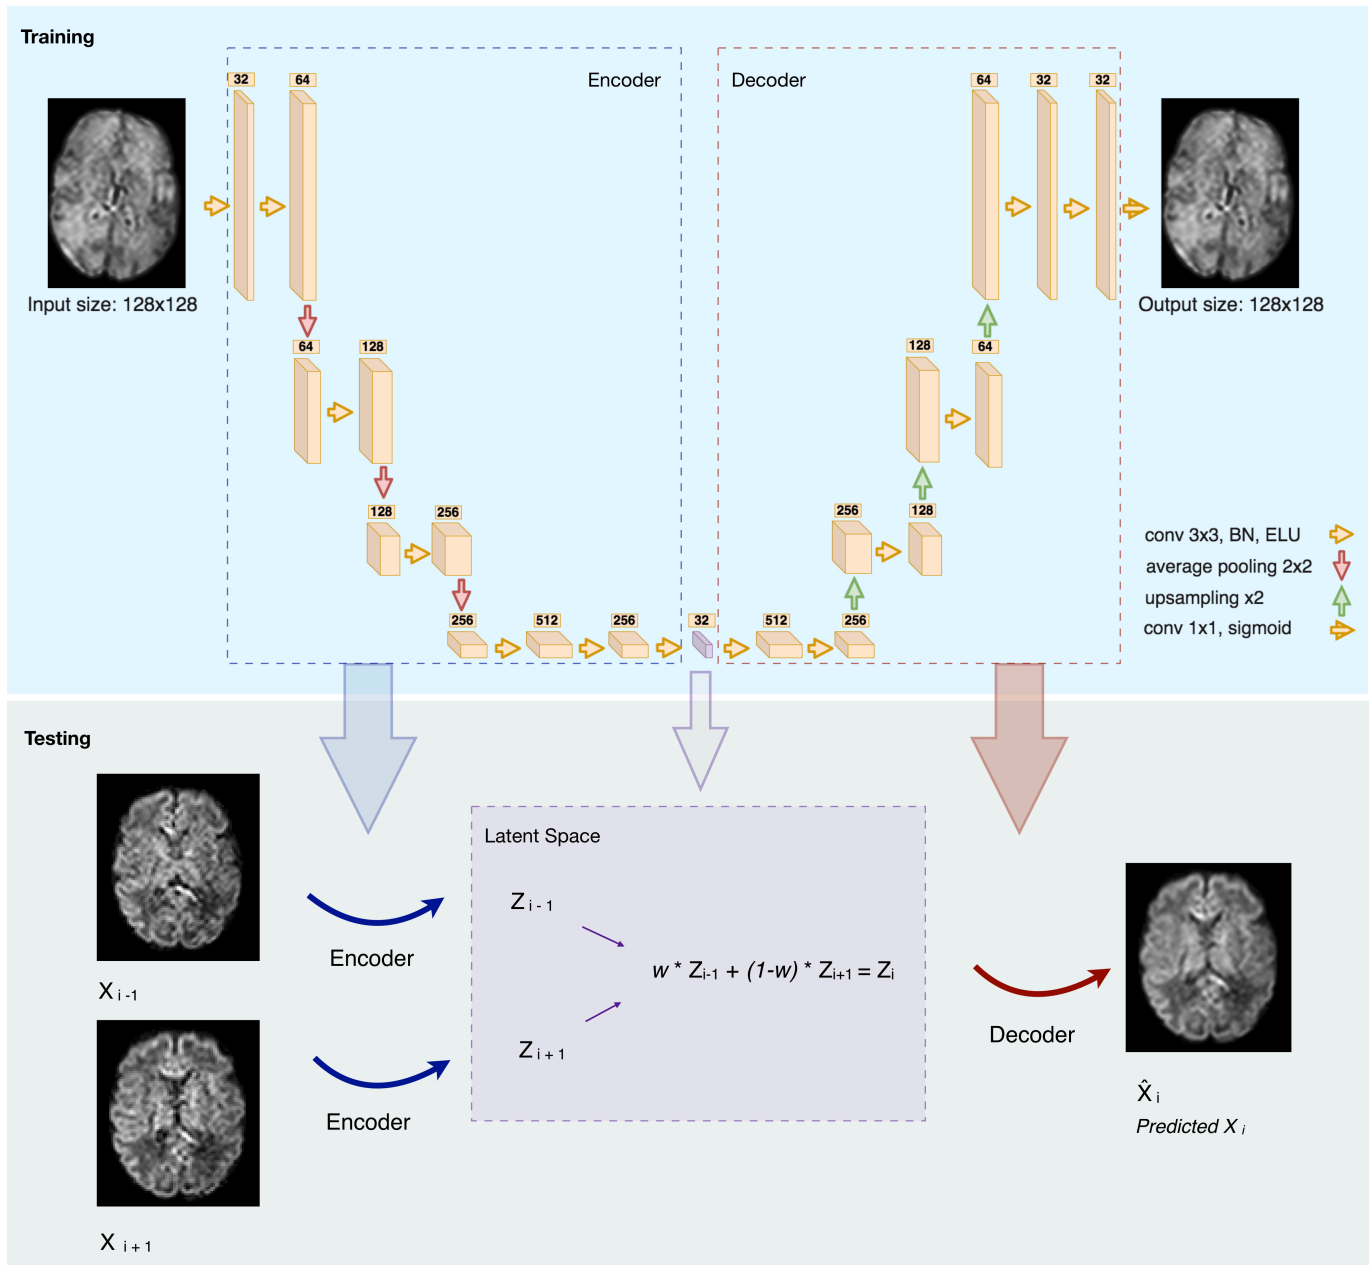 Training
Encoder
Decoder
32
64
64
32
32
Input size: 128x128
Output size: 128x128
64
128
128
64
128
256
256
128
conv 3x3, BN, ELU
average pooling 2x2
upsampling x2
conv 1x1, sigmoid
256
512
256
32
512
256
Testing
Latent Space
Z i - 1
Encoder
w * Zi-1 + (1-w) * Zi+1 = Zi
X i -1
Z i + 1
Decoder
Encoder
X̂ i
Predicted X i
X i + 1